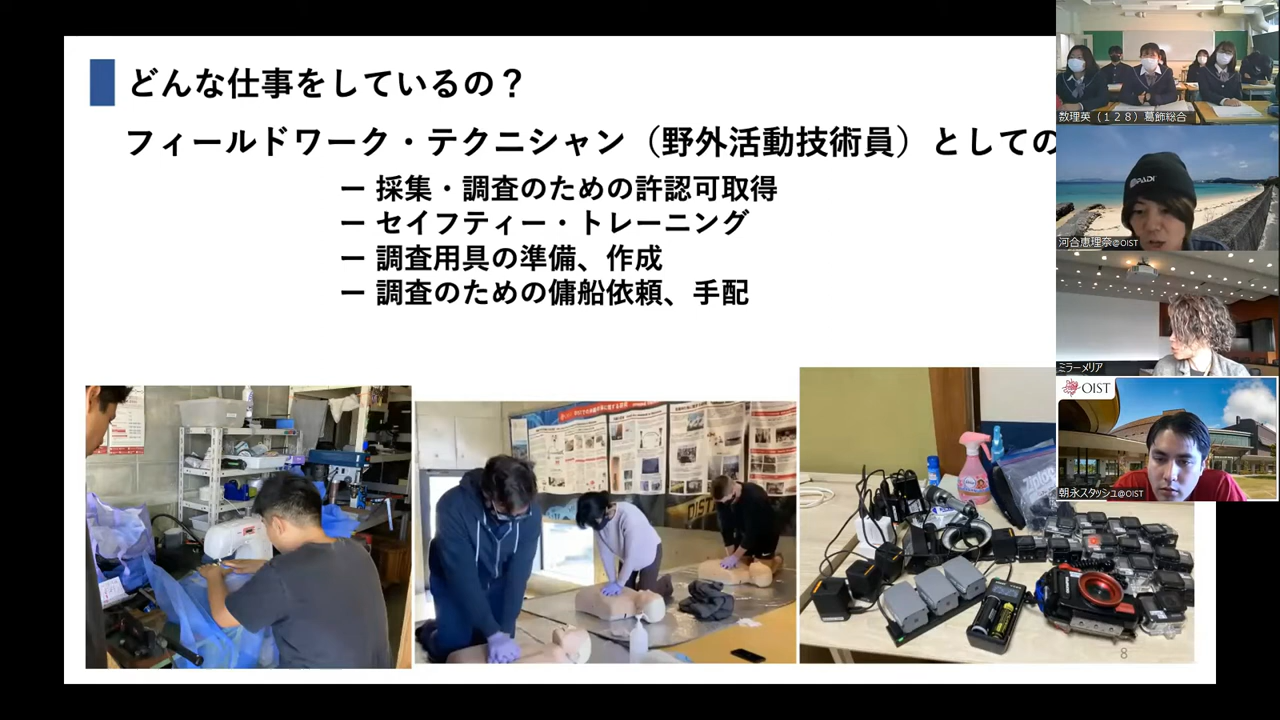 どんな仕事をしているの？
フィールドワーク・テクニシャン（野外活動技術員）としての
ー 採集・調査のための許認可取得
ー セイフティー・トレーニング
ー 調査用具の準備、作成
ー 調査のための傭船依頼、手配
8
数理英（１２８）葛飾総合
PADI
河合恵理奈@OIST
ミラーメリア
OIST
朝永スタッシュ@OIST
OIST
Ziploc